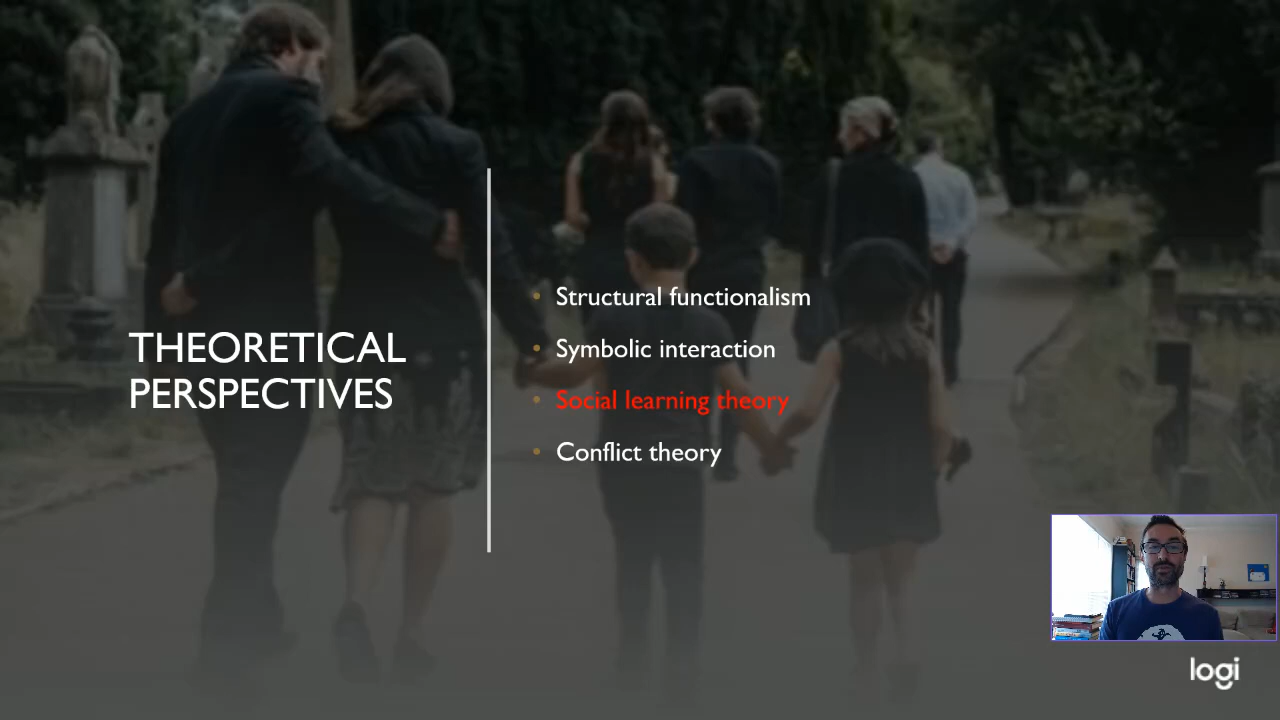 THEORETICAL
PERSPECTIVES
Structural functionalism
Symbolic interaction
Social learning theory
Conflict theory
logi